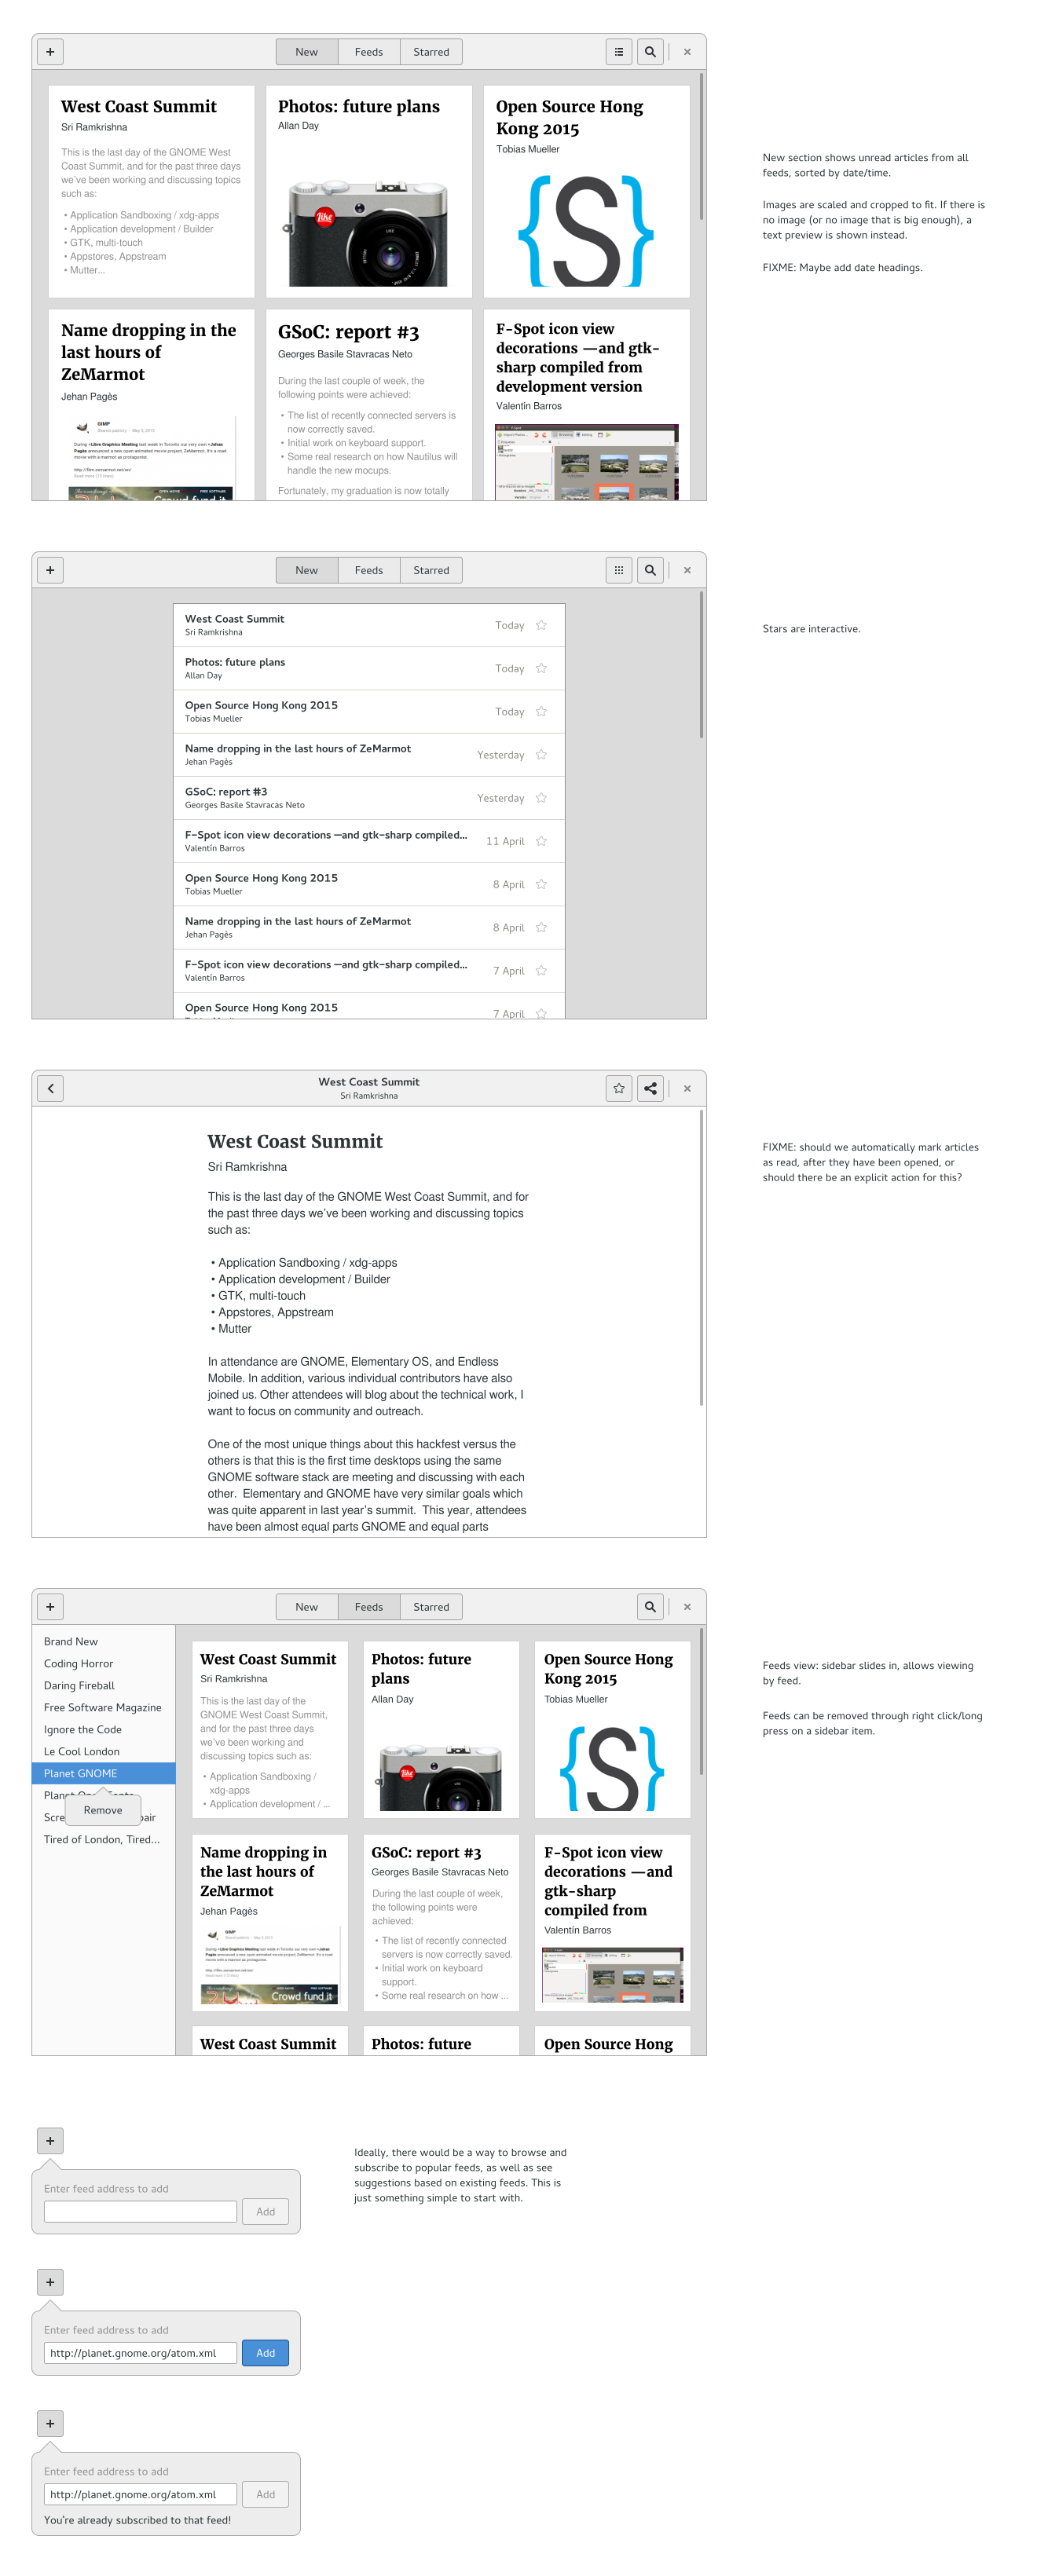 New
Feeds
Starred
West Coast Summit
Sri Ramkrishna
This is the last day of the GNOME West
Coast Summit, and for the past three days
we've been working and discussing topics
such as:
• Application Sandboxing / xdg-apps
• Application development / Builder
• GTK, multi-touch
• Appstores, Appstream
• Mutter...
Photos: future plans
Allan Day
Like
Open Source Hong
Kong 2015
Tobias Mueller
{S}
Name dropping in the
last hours of
ZeMarmot
Jehan Pagès
GIMP
Crowd fund it
GSoC: report #3
Georges Basile Stavracas Neto
During the last couple of week, the
following points were achieved:
• The list of recently connected servers is
now correctly saved.
• Initial work on keyboard support.
• Some real research on how Nautilus will
handle the new mocups.
Fortunately, my graduation is now totally
F-Spot icon view
decorations —and gtk-
sharp compiled from
development version
Valentín Barros
New section shows unread articles from all
feeds, sorted by date/time.
Images are scaled and cropped to fit. If there is
no image (or no image that is big enough), a
text preview is shown instead.
FIXME: Maybe add date headings.
New
Feeds
Starred
West Coast Summit
Sri Ramkrishna
Today
Photos: future plans
Allan Day
Today
Open Source Hong Kong 2015
Tobias Mueller
Today
Name dropping in the last hours of ZeMarmot
Jehan Pagès
Yesterday
GSoC: report #3
Georges Basile Stavracas Neto
Yesterday
F-Spot icon view decorations —and gtk-sharp compiled...
Valentín Barros
11 April
Open Source Hong Kong 2015
Tobias Mueller
8 April
Name dropping in the last hours of ZeMarmot
Jehan Pagès
8 April
F-Spot icon view decorations —and gtk-sharp compiled...
Valentín Barros
7 April
Open Source Hong Kong 2015
7 April
Stars are interactive.
West Coast Summit
Sri Ramkrishna
West Coast Summit
Sri Ramkrishna
This is the last day of the GNOME West Coast Summit, and for
the past three days we've been working and discussing topics
such as:
• Application Sandboxing / xdg-apps
• Application development / Builder
• GTK, multi-touch
• Appstores, Appstream
• Mutter
In attendance are GNOME, Elementary OS, and Endless
Mobile. In addition, various individual contributors have also
joined us. Other attendees will blog about the technical work, I
want to focus on community and outreach.
One of the most unique things about this hackfest versus the
others is that this is the first time desktops using the same
GNOME software stack are meeting and discussing with each
other.  Elementary and GNOME have very similar goals which
was quite apparent in last year's summit.  This year, attendees
have been almost equal parts GNOME and equal parts
FIXME: should we automatically mark articles
as read, after they have been opened, or
should there be an explicit action for this?
New
Feeds
Starred
Brand New
Coding Horror
Daring Fireball
Free Software Magazine
Ignore the Code
Le Cool London
Planet GNOME
Remove
Tired of London, Tired...
West Coast Summit
Sri Ramkrishna
This is the last day of the
GNOME West Coast Summit,
and for the past three days
we've been working and
discussing topics such as:
• Application Sandboxing /
xdg-apps
• Application development / ...
Photos: future
plans
Allan Day
Like
Open Source Hong
Kong 2015
Tobias Mueller
{S}
Name dropping in
the last hours of
ZeMarmot
Jehan Pagès
GIMP
Crowd fund it
GSoC: report #3
Georges Basile Stavracas Neto
During the last couple of week,
the following points were
achieved:
• The list of recently connected
servers is now correctly saved.
• Initial work on keyboard
support.
• Some real research on how ...
F-Spot icon view
decorations —and
gtk-sharp
compiled from
Valentín Barros
West Coast Summit
Photos: future
Open Source Hong
Feeds view: sidebar slides in, allows viewing
by feed.
Feeds can be removed through right click/long
press on a sidebar item.
Enter feed address to add
Add
Ideally, there would be a way to browse and
subscribe to popular feeds, as well as see
suggestions based on existing feeds. This is
just something simple to start with.
Enter feed address to add
http://planet.gnome.org/atom.xml
Add
Enter feed address to add
http://planet.gnome.org/atom.xml
Add
You're already subscribed to that feed!